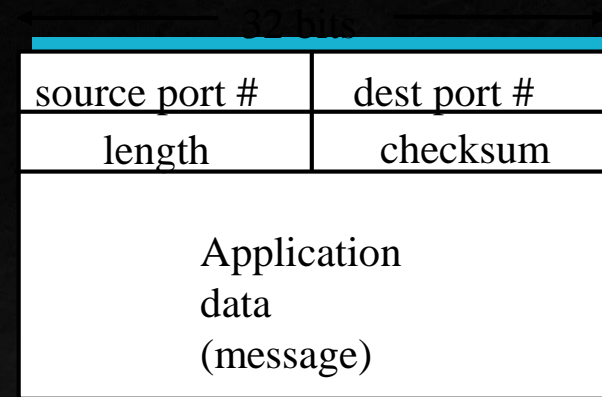 32 bits
source port # dest port #
length checksum
Application
data
(message)